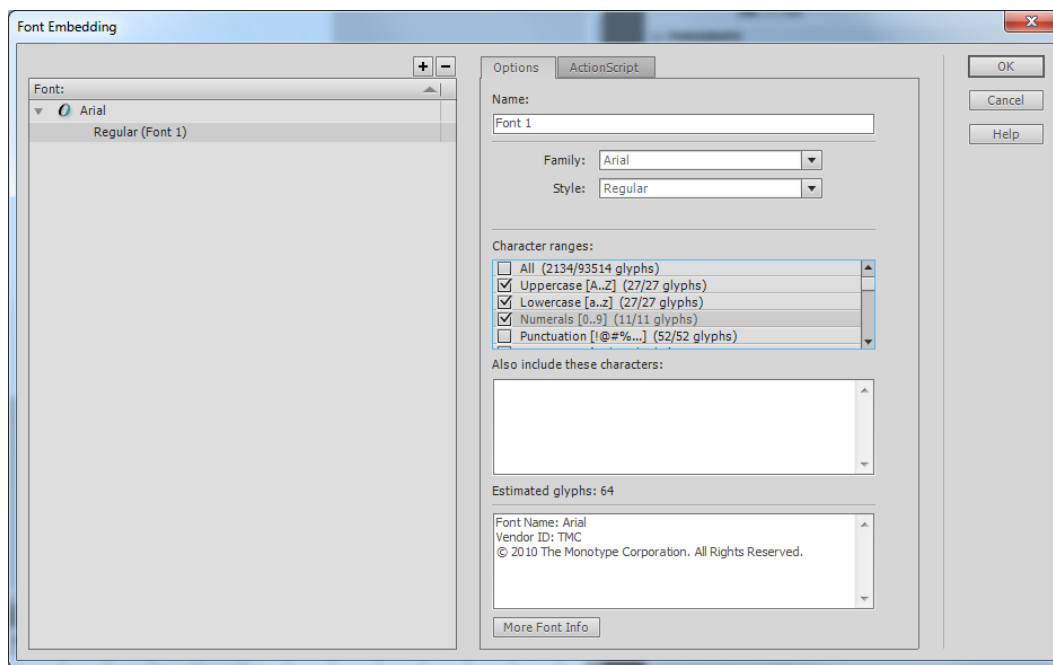 Font Embedding
Font:
Arial
Regular (Font 1)
Options
ActionScript
Name:
Font 1
Family: Arial
Style: Regular
Character ranges:
All (2134/93514 glyphs)
Uppercase [A..Z] (27/27 glyphs)
Lowercase [a..z] (27/27 glyphs)
Numerals [0..9] (11/11 glyphs)
Punctuation [!@#%...] (52/52 glyphs)
Also include these characters:
Estimated glyphs: 64
Font Name: Arial
Vendor ID: TMC
© 2010 The Monotype Corporation. All Rights Reserved.
More Font Info
OK
Cancel
Help